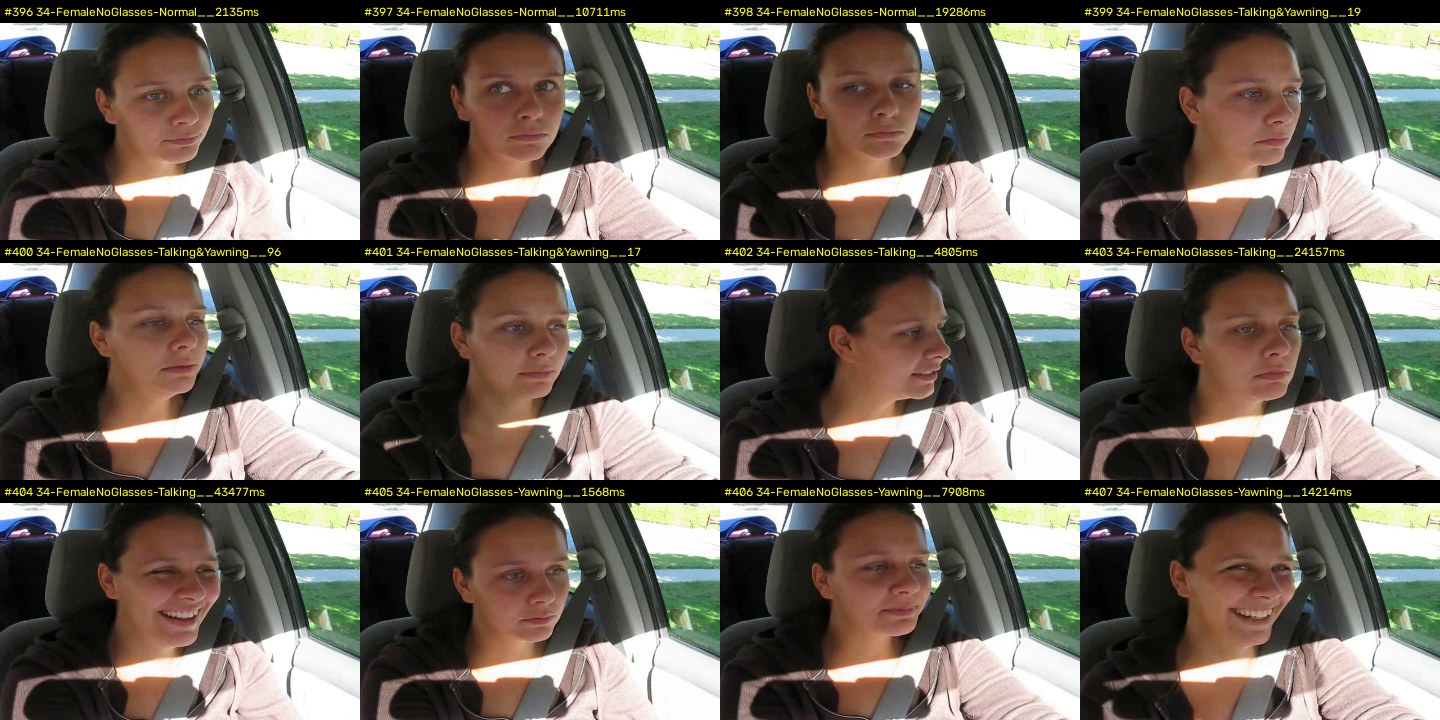 #396 34-FemaleNoGlasses-Normal__2135ms
#397 34-FemaleNoGlasses-Normal__10711ms
#398 34-FemaleNoGlasses-Normal__19286ms
#399 34-FemaleNoGlasses-Talking&Yawning__19
#400 34-FemaleNoGlasses-Talking&Yawning__96
#401 34-FemaleNoGlasses-Talking&Yawning__17
#402 34-FemaleNoGlasses-Talking__4805ms
#403 34-FemaleNoGlasses-Talking__24157ms
#404 34-FemaleNoGlasses-Talking__43477ms
#405 34-FemaleNoGlasses-Yawning__1568ms
#406 34-FemaleNoGlasses-Yawning__7908ms
#407 34-FemaleNoGlasses-Yawning__14214ms